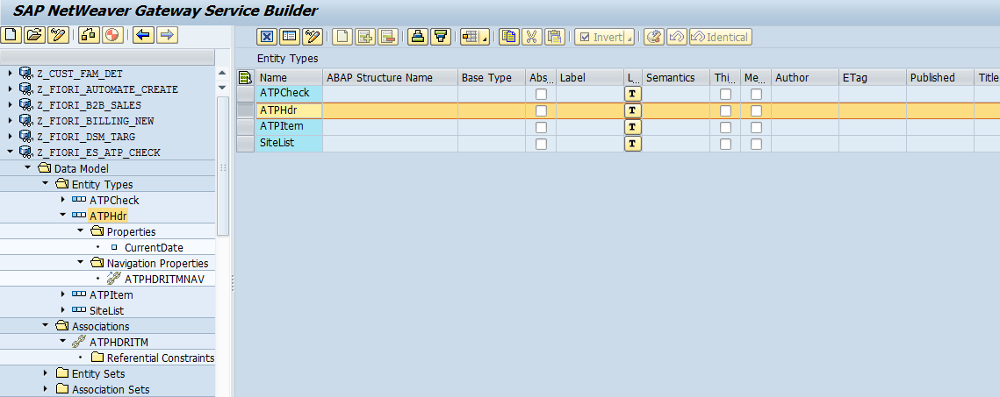 SAP NetWeaver Gateway Service Builder
Invert
Identical
Entity Types
Name ABAP Structure Name Base Type Abs... Label L... Semantics Thi... Me... Author ETag Published Title
ATPCheck T
ATPHdr T
ATPItem T
SiteList T
Z_CUST_FAM_DET
Z_FIORI_AUTOMATE_CREATE
Z_FIORI_B2B_SALES
Z_FIORI_BILLING_NEW
Z_FIORI_DSM_TARG
Z_FIORI_ES_ATP_CHECK
Data Model
Entity Types
ATPCheck
ATPHdr
Properties
CurrentDate
Navigation Properties
ATPHDRITMNAV
ATPItem
SiteList
Associations
ATPHDRITM
Referential Constraints
Entity Sets
Association Sets